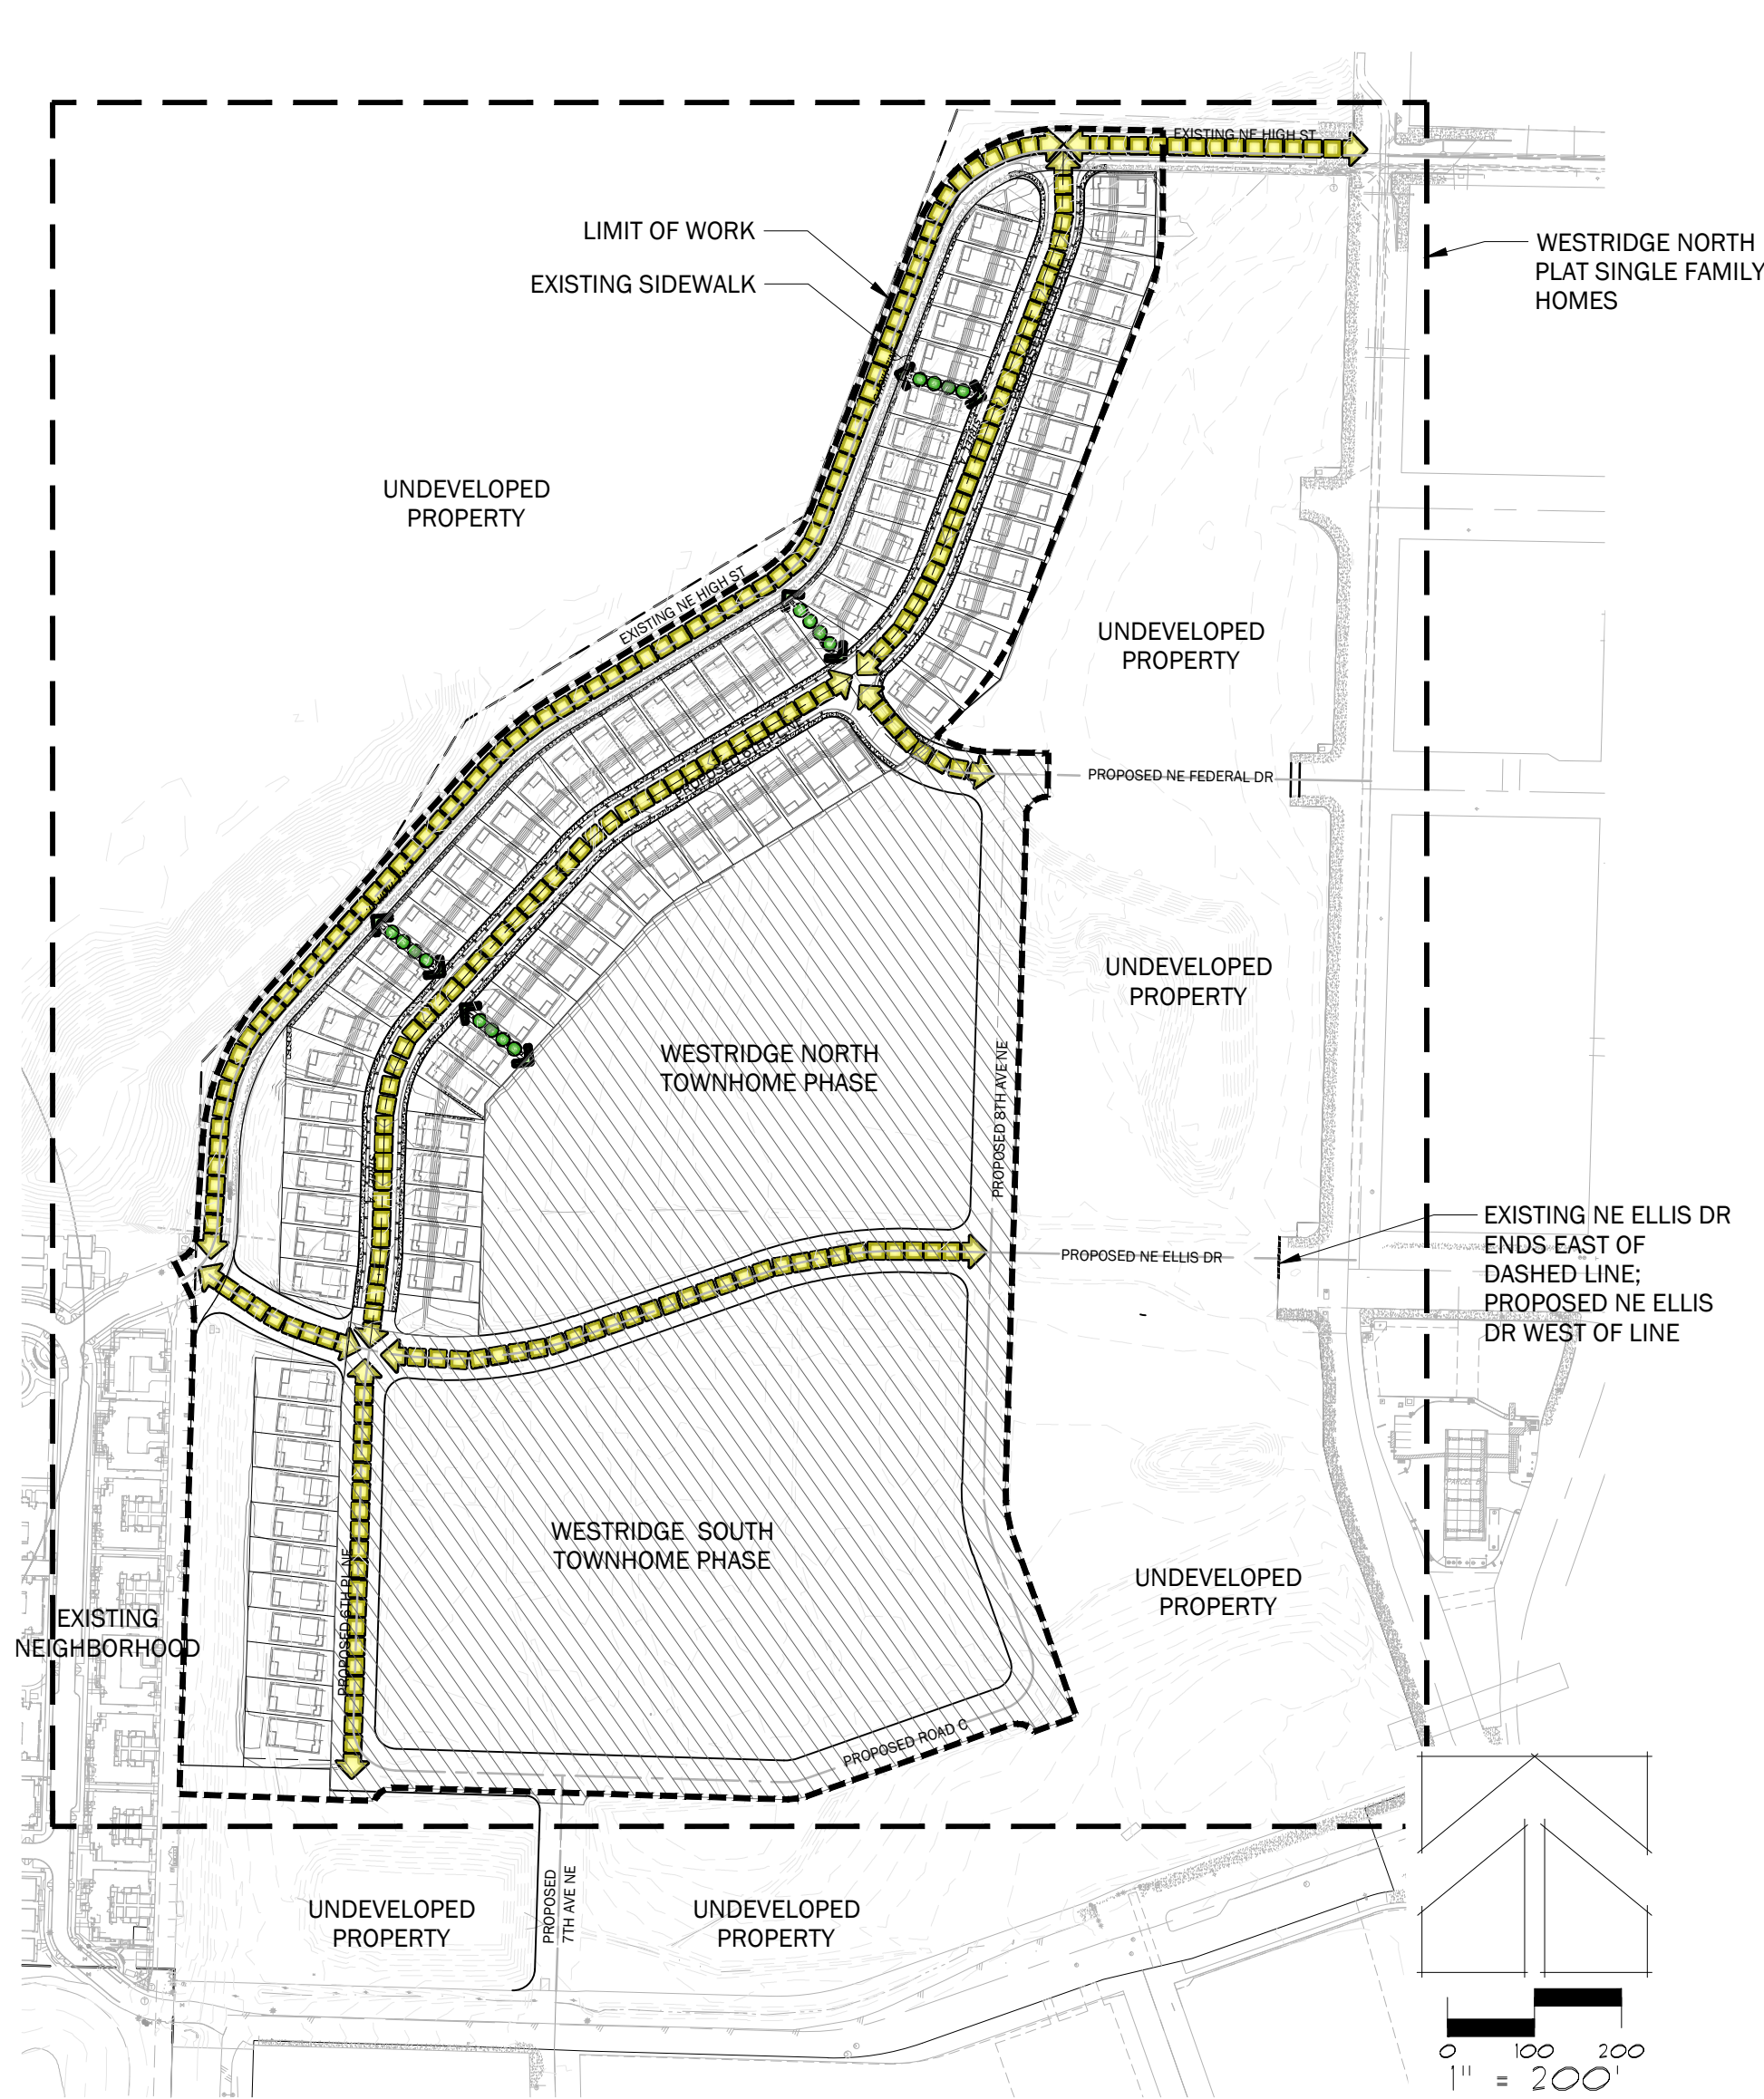 EXISTING NE HIGH ST
LIMIT OF WORK
EXISTING SIDEWALK
WESTRIDGE NORTH
PLAT SINGLE FAMILY
HOMES
UNDEVELOPED
PROPERTY
EXISTING NE HIGH ST
UNDEVELOPED
PROPERTY
PROPOSED 8TH PL NE
PROPOSED NE FEDERAL DR
UNDEVELOPED
PROPERTY
WESTRIDGE NORTH
TOWNHOME PHASE
PROPOSED 8TH AVE NE
EXISTING NE ELLIS DR
ENDS EAST OF
DASHED LINE;
PROPOSED NE ELLIS
DR WEST OF LINE
PROPOSED NE ELLIS DR
WESTRIDGE SOUTH
TOWNHOME PHASE
UNDEVELOPED
PROPERTY
EXISTING
NEIGHBORHOOD
PROPOSED 6TH PL NE
PROPOSED ROAD C
UNDEVELOPED
PROPERTY
PROPOSED
7TH AVE NE
UNDEVELOPED
PROPERTY
0 100 200
1" = 200'